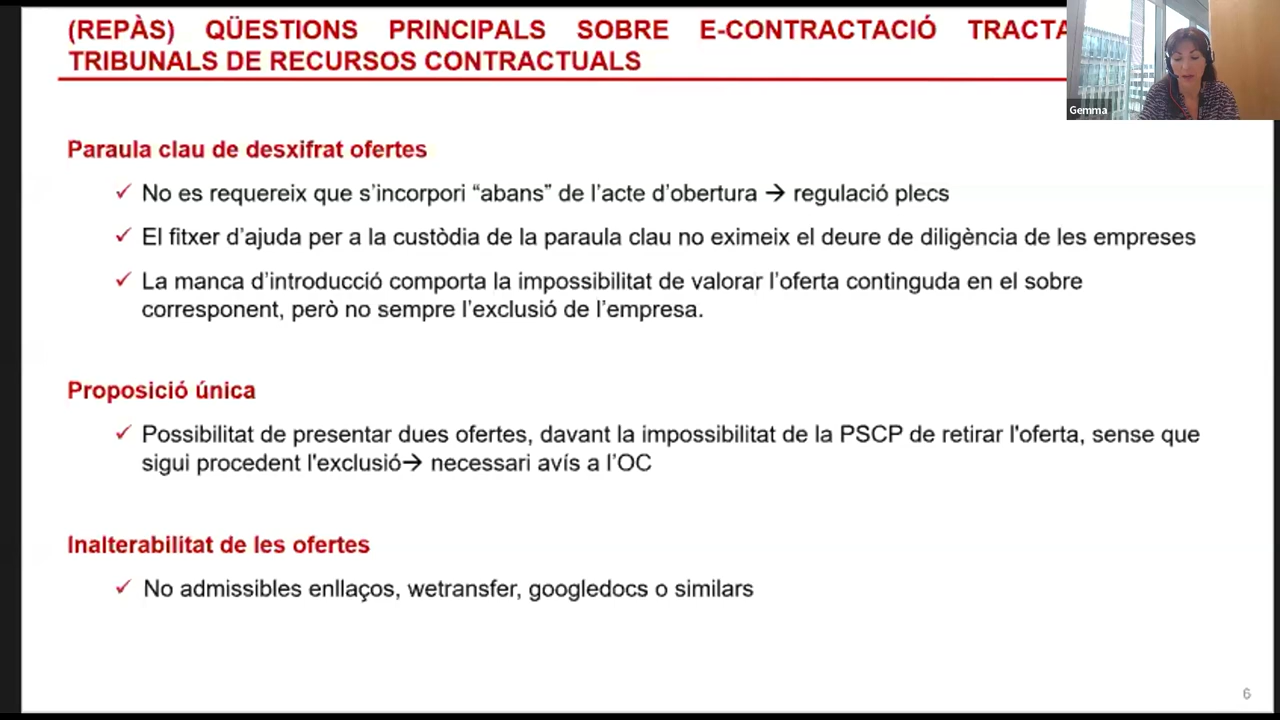 (REPÀS) QÜESTIONS PRINCIPALS SOBRE E-CONTRACTACIÓ
TRIBUNALS DE RECURSOS CONTRACTUALS
Gemma
Paraula clau de desxifrat ofertes
✓ No es requereix que s’incorpori “abans” de l’acte d’obertura → regulació plecs
✓ El fitxer d’ajuda per a la custòdia de la paraula clau no eximeix el deure de diligència de les empreses
✓ La manca d’introducció comporta la impossibilitat de valorar l’oferta continguda en el sobre
corresponent, però no sempre l’exclusió de l’empresa.
Proposició única
✓ Possibilitat de presentar dues ofertes, davant la impossibilitat de la PSCP de retirar l'oferta, sense que
sigui procedent l'exclusió→ necessari avís a l’OC
Inalterabilitat de les ofertes
✓ No admissibles enllaços, wetransfer, googledocs o similars
6